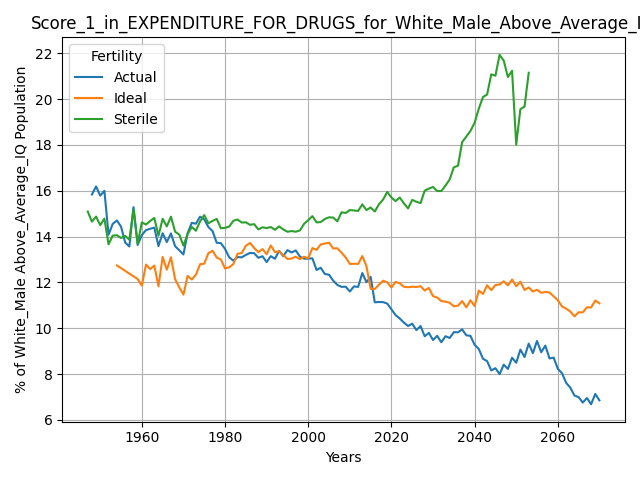 Score_1_in_EXPENDITURE_FOR_DRUGS_for_White_Male_Above_Average_I
Fertility
Actual
Ideal
Sterile
% of White_Male Above_Average_IQ Population
22
20
18
16
14
12
10
8
6
1960 1980 2000 2020 2040 2060
Years